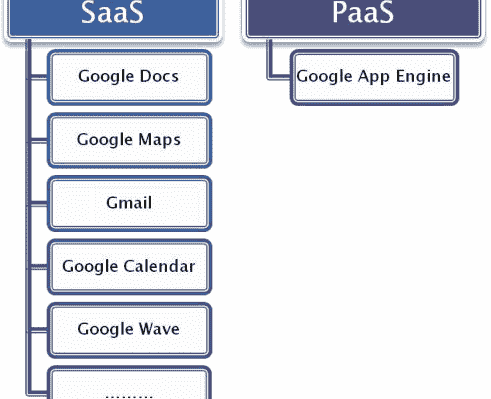 SaaS
Google Docs
Google Maps
Gmail
Google Calendar
Google Wave
.........
PaaS
Google App Engine